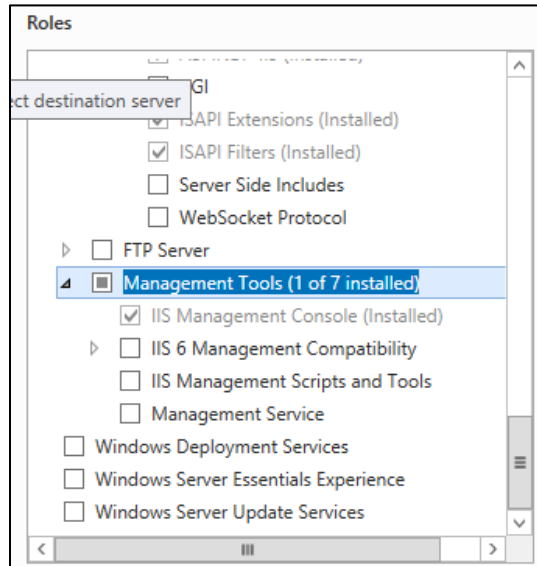 Roles
GI
ect destination server
ISAPI Extensions (Installed)
ISAPI Filters (Installed)
Server Side Includes
WebSocket Protocol
FTP Server
Management Tools (1 of 7 installed)
IIS Management Console (Installed)
IIS 6 Management Compatibility
IIS Management Scripts and Tools
Management Service
Windows Deployment Services
Windows Server Essentials Experience
Windows Server Update Services